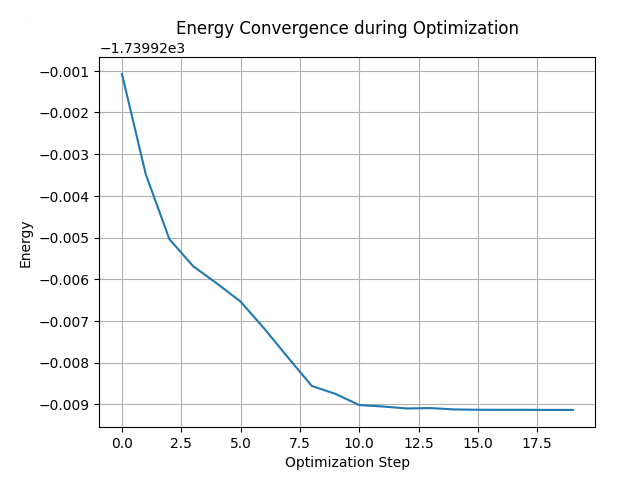 Energy Convergence during Optimization
−1.73992e3
−0.001
−0.002
−0.003
−0.004
−0.005
−0.006
−0.007
−0.008
−0.009
Energy
0.0 2.5 5.0 7.5 10.0 12.5 15.0 17.5
Optimization Step